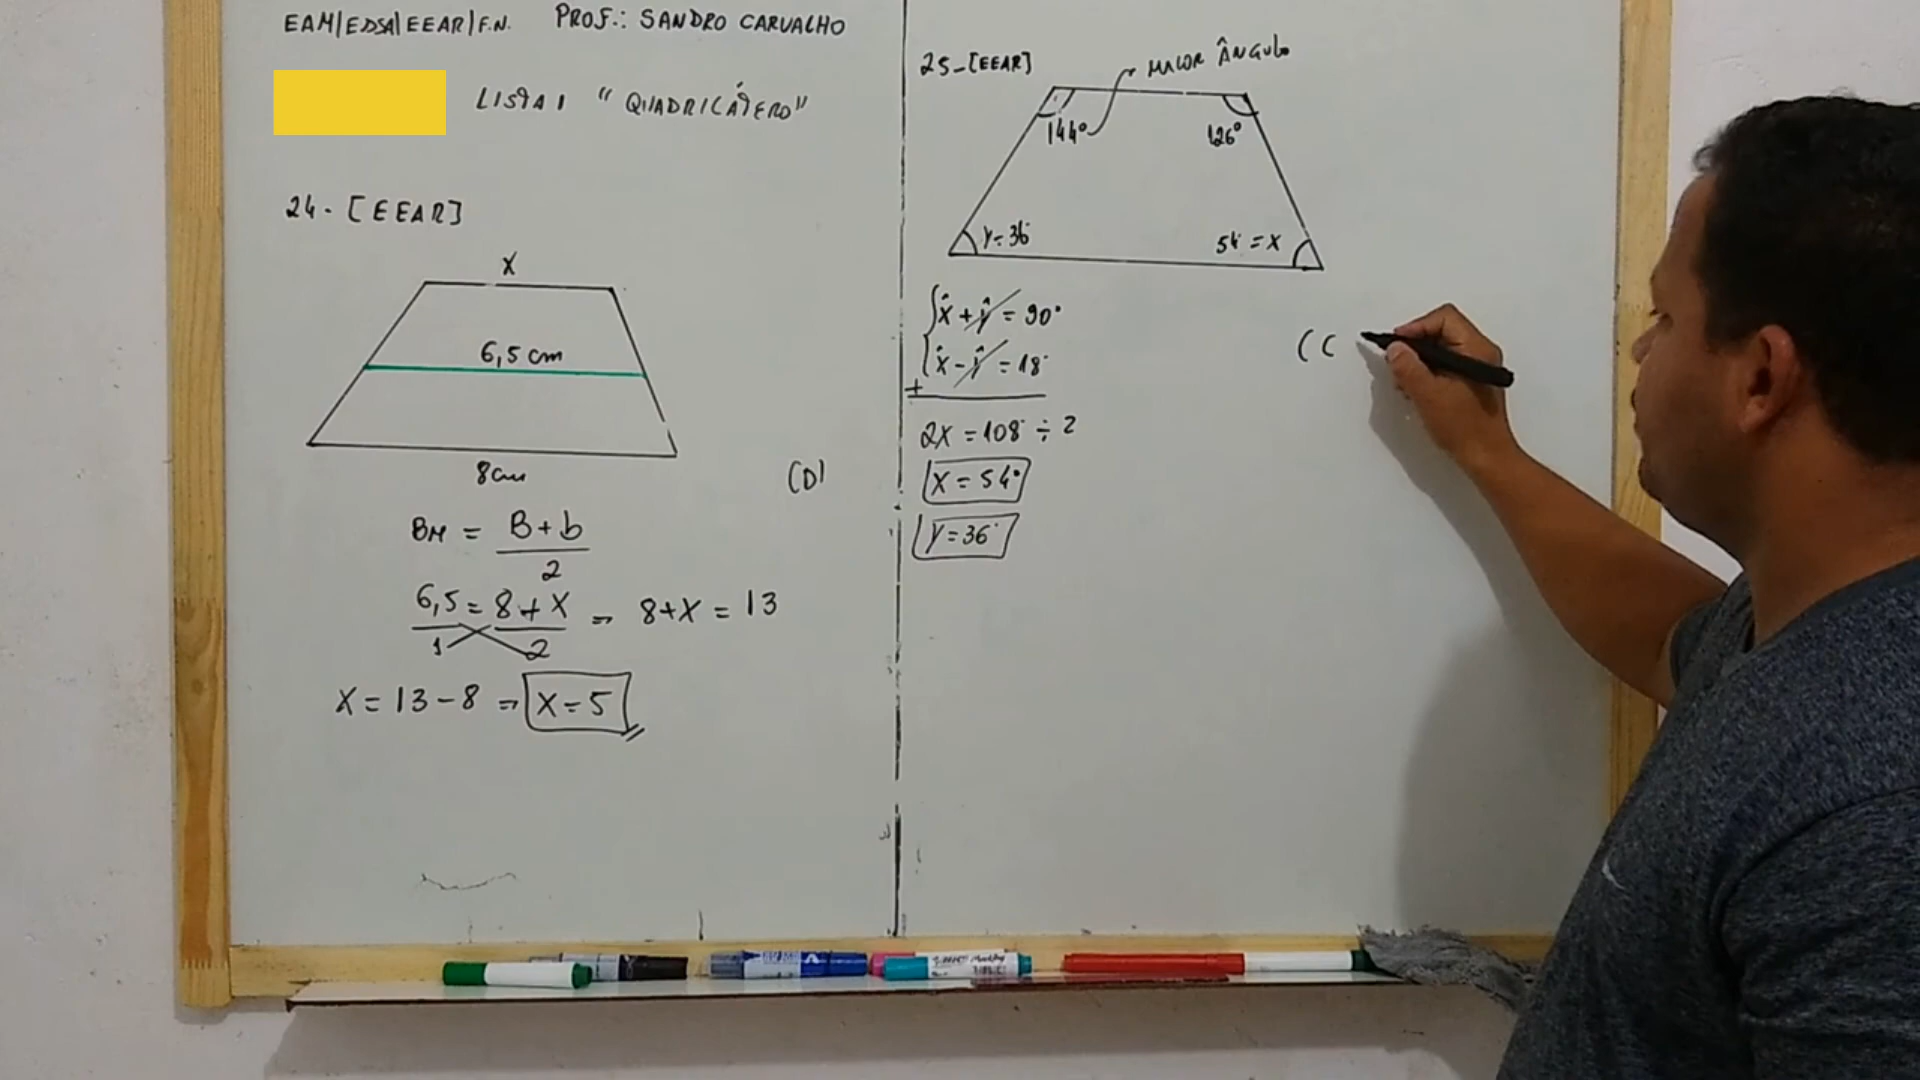 EAM/EDSA/EEAR/F.N. PROF.: SANDRO CARVALHO
LISTA 1 "QUADRILÁTERO"
24- [EEAR]
X
6,5 cm
8cm
(D)
BM = B+b
2
6,5 = 8+X ⇒ 8+X = 13
1 2
X = 13-8 ⇒ X=5
25-[EEAR]
MAIOR ÂNGULO
144° 126°
y=36° 54°=x
x̂+ŷ=90°
x̂-ŷ=18°
+
2X=108° ÷ 2
X=54°
y=36°
(C